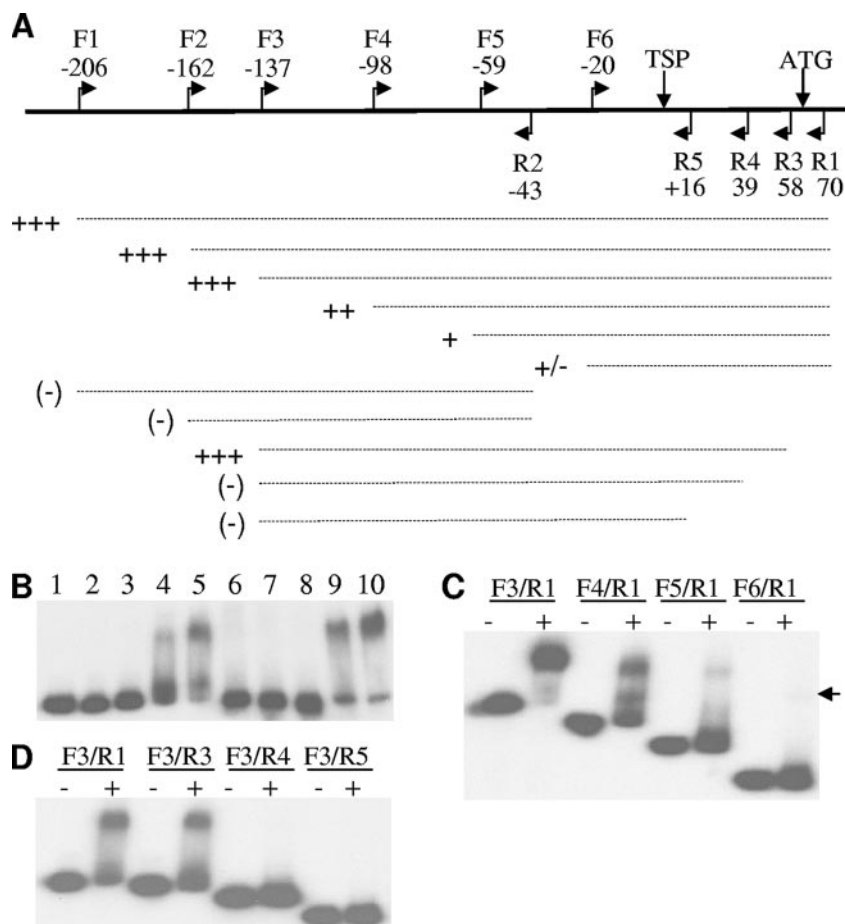 A
F1 F2 F3 F4 F5 F6
-206 -162 -137 -98 -59 -20 TSP ATG
R2 R5 R4 R3 R1
-43 +16 39 58 70
+++
+++
+++
++
+
+/-
(-)
(-)
+++
(-)
(-)
B 1 2 3 4 5 6 7 8 9 10
C F3/R1 F4/R1 F5/R1 F6/R1
- + - + - + - +
D F3/R1 F3/R3 F3/R4 F3/R5
- + - + - + - +